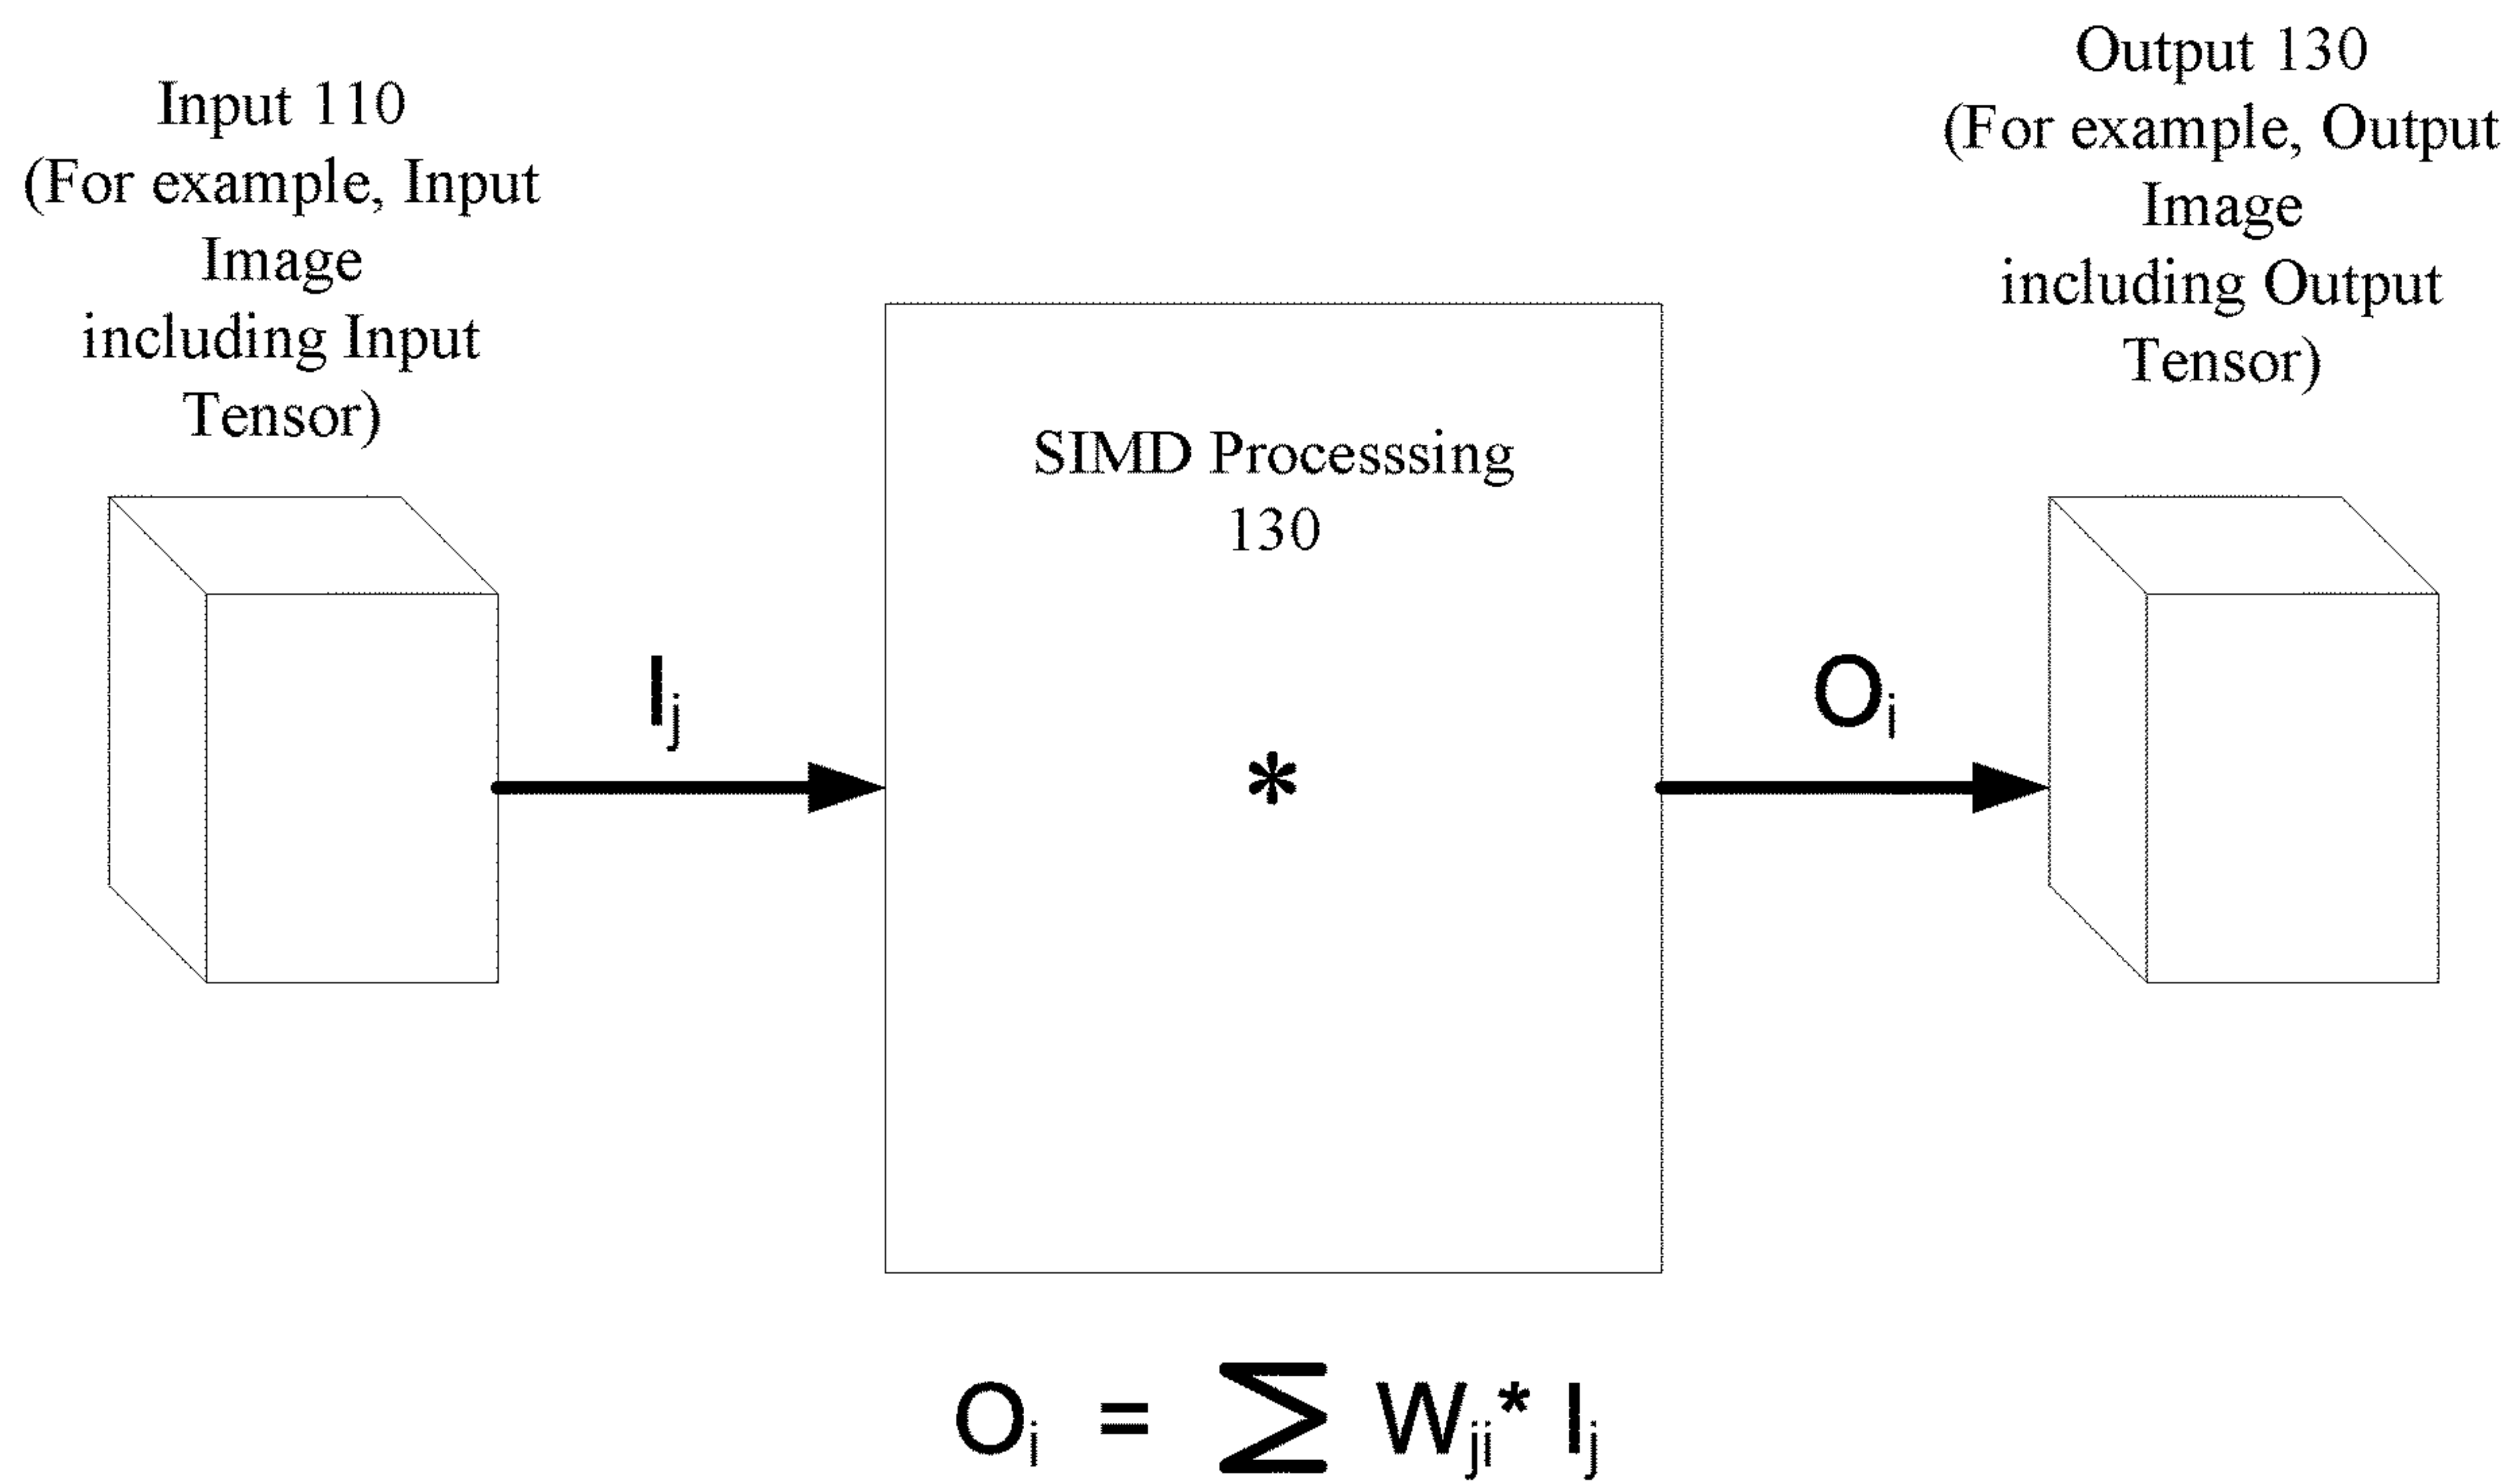 Input 110
(For example, Input
Image
including Input
Tensor)
Output 130
(For example, Output
Image
including Output
Tensor)
SIMD Processsing
130
Ij
*
Oi
Oi = ∑ Wji* Ij